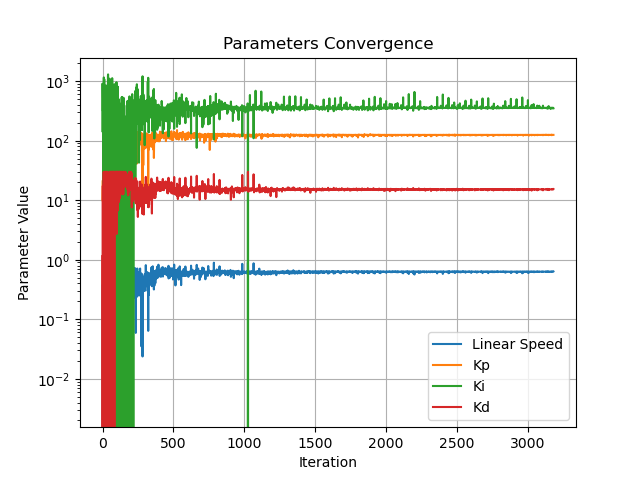 Parameters Convergence
Parameter Value
10³
10²
10¹
10⁰
10⁻¹
10⁻²
0 500 1000 1500 2000 2500 3000
Iteration
Linear Speed
Kp
Ki
Kd